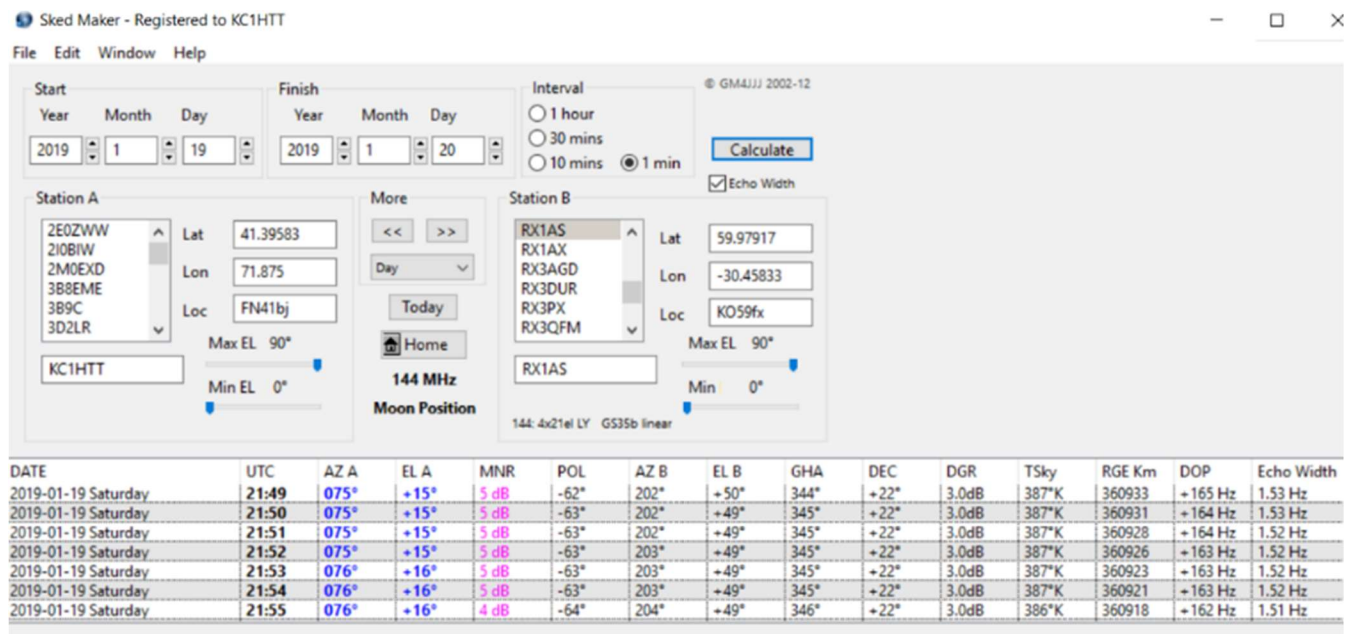 Sked Maker - Registered to KC1HTT
File Edit Window Help
© GM4JJJ 2002-12
Start
Year Month Day
2019 1 19
Finish
Year Month Day
2019 1 20
Interval
1 hour
30 mins
10 mins 1 min
Calculate
Echo Width
Station A
2E0ZWW
2I0BIW
2M0EXD
3B8EME
3B9C
3D2LR
KC1HTT
Lat 41.39583
Lon 71.875
Loc FN41bj
Max EL 90°
Min EL 0°
More
<< >>
Day
Today
Home
144 MHz
Moon Position
Station B
RX1AS
RX1AX
RX3AGD
RX3DUR
RX3PX
RX3QFM
RX1AS
Lat 59.97917
Lon -30.45833
Loc KO59fx
Max EL 90°
Min 0°
144: 4x21el LY GS35b linear
DATE UTC AZ A EL A MNR POL AZ B EL B GHA DEC DGR TSky RGE Km DOP Echo Width
2019-01-19 Saturday 21:49 075° +15° 5 dB -62° 202° +50° 344° +22° 3.0dB 387°K 360933 +165 Hz 1.53 Hz
2019-01-19 Saturday 21:50 075° +15° 5 dB -63° 202° +49° 345° +22° 3.0dB 387°K 360931 +164 Hz 1.53 Hz
2019-01-19 Saturday 21:51 075° +15° 5 dB -63° 202° +49° 345° +22° 3.0dB 387°K 360928 +164 Hz 1.52 Hz
2019-01-19 Saturday 21:52 075° +15° 5 dB -63° 203° +49° 345° +22° 3.0dB 387°K 360926 +163 Hz 1.52 Hz
2019-01-19 Saturday 21:53 076° +16° 5 dB -63° 203° +49° 345° +22° 3.0dB 387°K 360923 +163 Hz 1.52 Hz
2019-01-19 Saturday 21:54 076° +16° 5 dB -63° 203° +49° 345° +22° 3.0dB 387°K 360921 +163 Hz 1.52 Hz
2019-01-19 Saturday 21:55 076° +16° 4 dB -64° 204° +49° 346° +22° 3.0dB 386°K 360918 +162 Hz 1.51 Hz